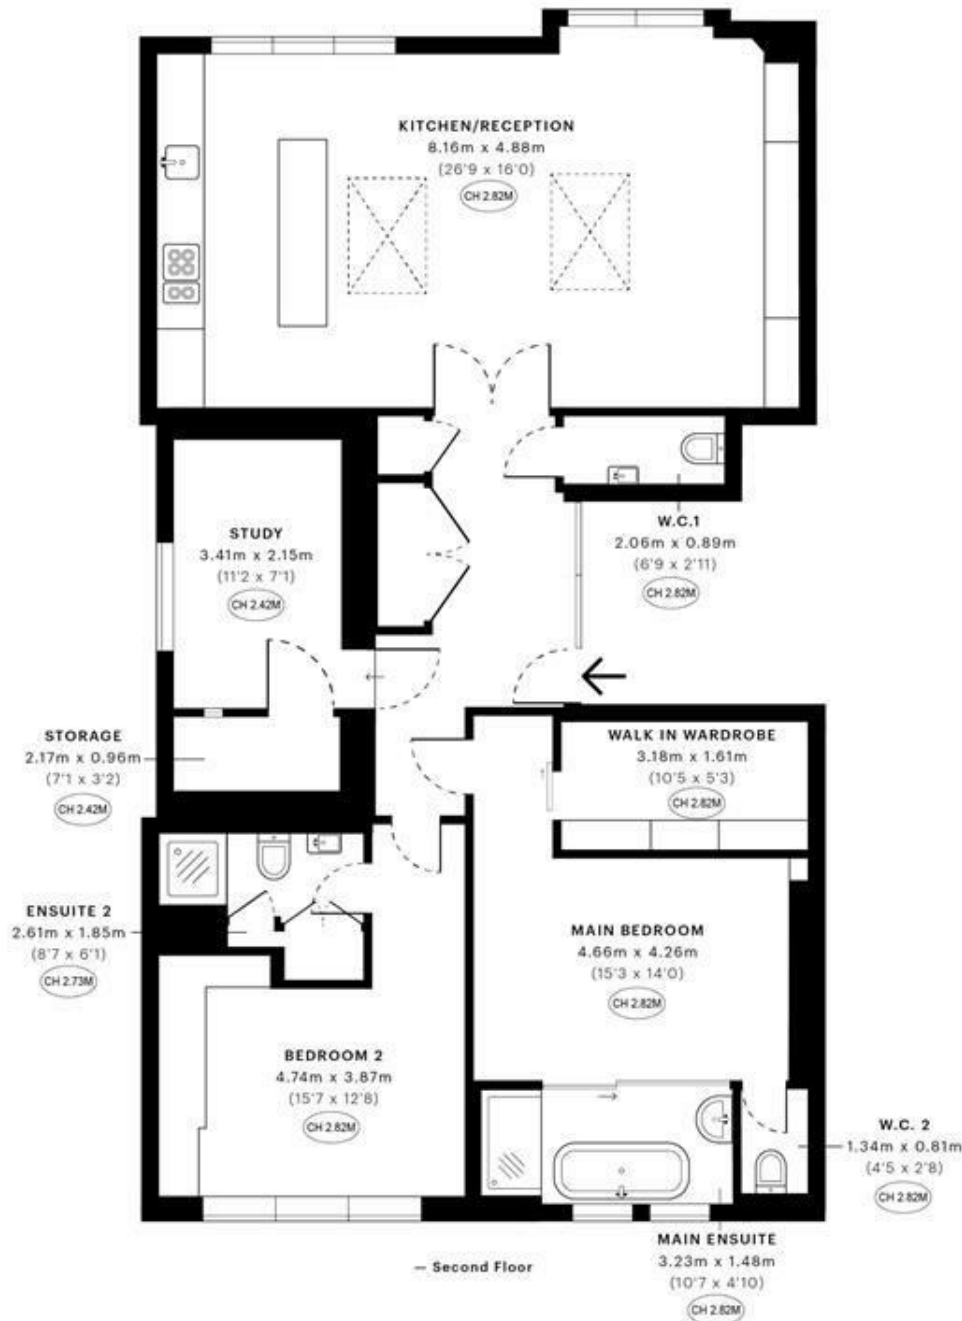 KITCHEN/RECEPTION
8.16m x 4.88m
(26'9 x 16'0)
CH 2.82M
STUDY
3.41m x 2.15m
(11'2 x 7'1)
CH 2.42M
W.C.1
2.06m x 0.89m
(6'9 x 2'11)
CH 2.82M
STORAGE
2.17m x 0.96m
(7'1 x 3'2)
CH 2.42M
WALK IN WARDROBE
3.18m x 1.61m
(10'5 x 5'3)
CH 2.82M
ENSUITE 2
2.61m x 1.85m
(8'7 x 6'1)
CH 2.73M
MAIN BEDROOM
4.66m x 4.26m
(15'3 x 14'0)
CH 2.82M
BEDROOM 2
4.74m x 3.87m
(15'7 x 12'8)
CH 2.82M
W.C. 2
1.34m x 0.81m
(4'5 x 2'8)
CH 2.82M
MAIN ENSUITE
3.23m x 1.48m
(10'7 x 4'10)
CH 2.82M
— Second Floor